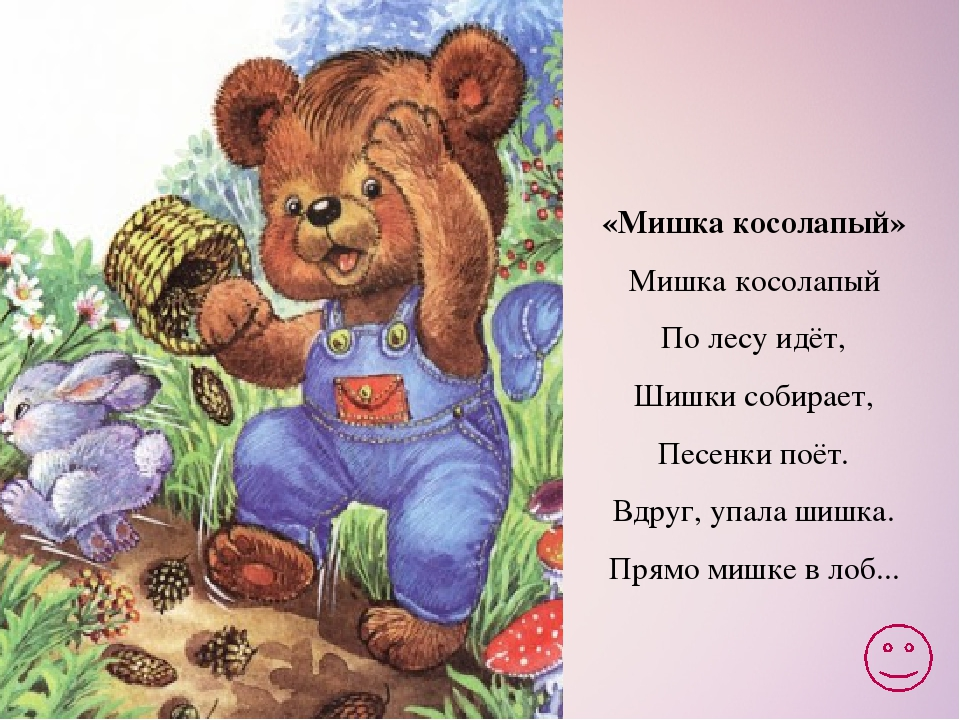 «Мишка косолапый»
Мишка косолапый
По лесу идёт,
Шишки собирает,
Песенки поёт.
Вдруг, упала шишка.
Прямо мишке в лоб...